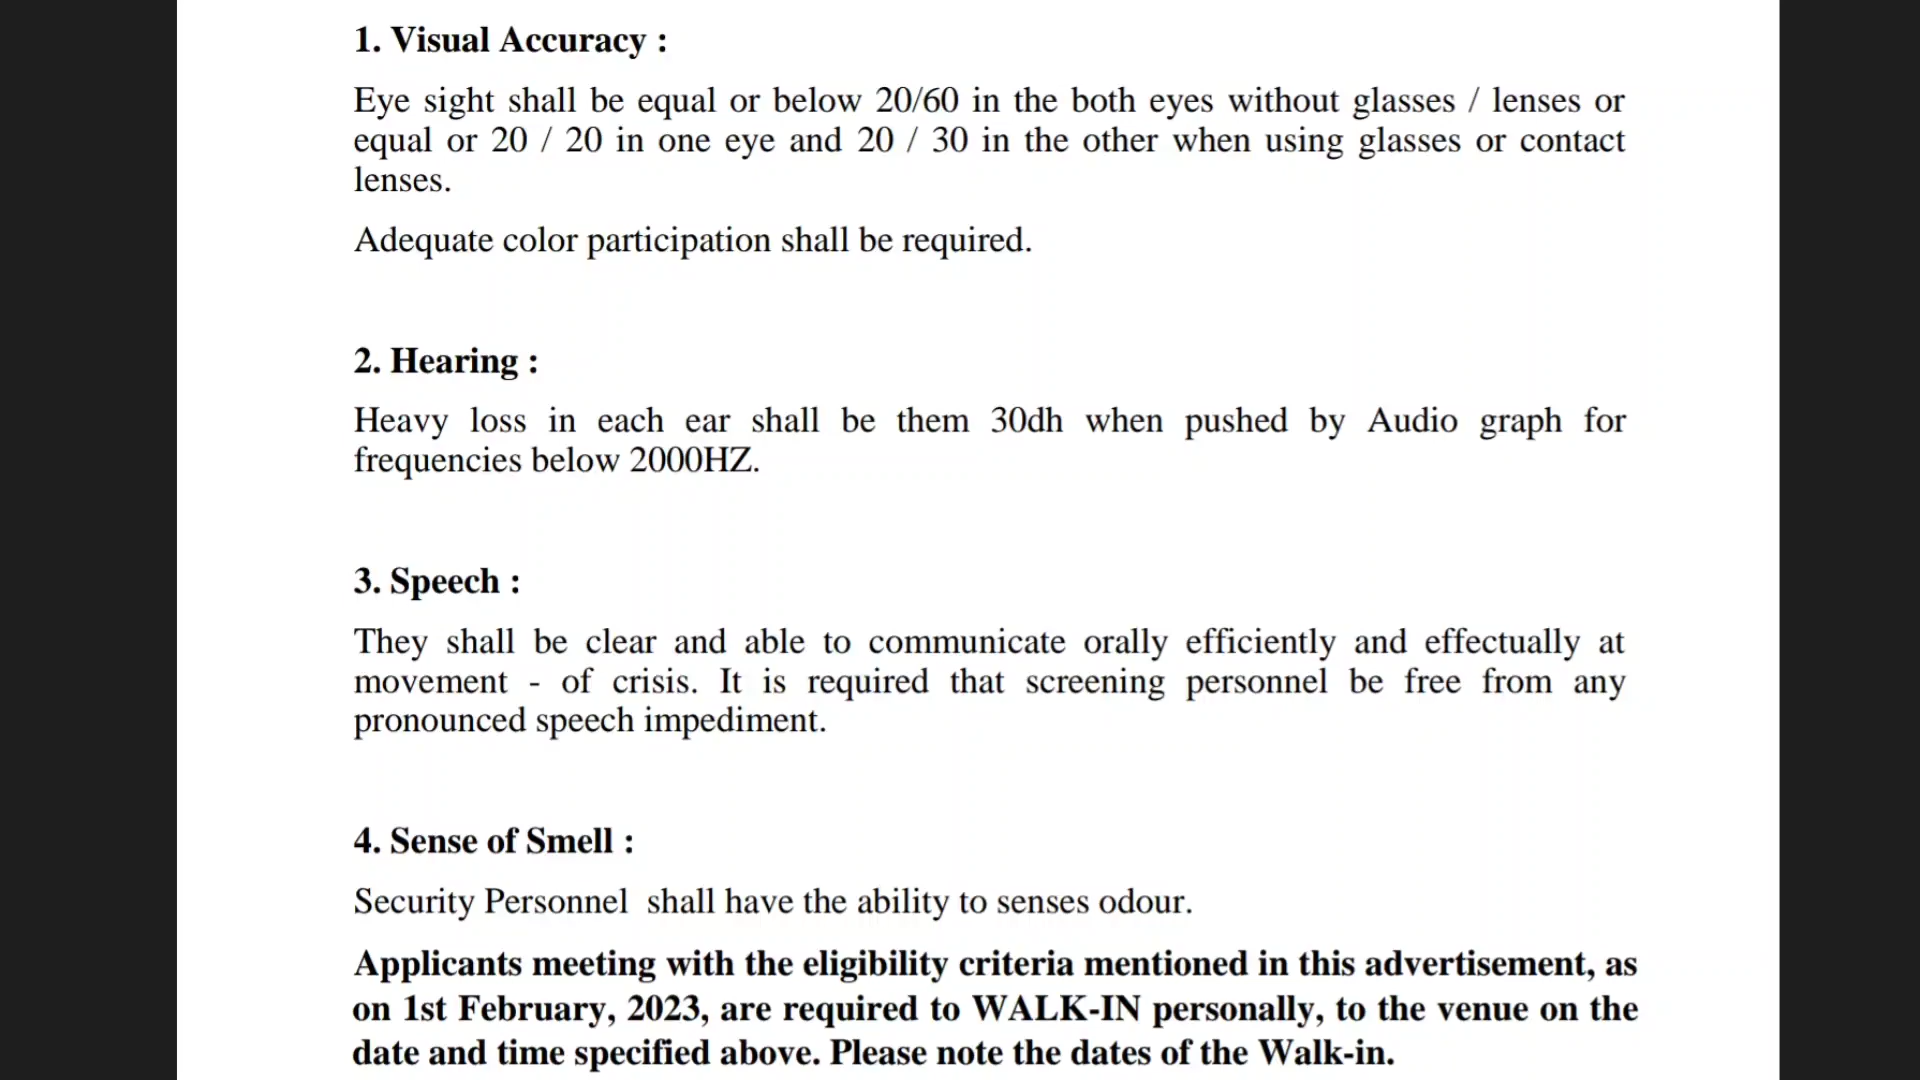 1. Visual Accuracy :
Eye sight shall be equal or below 20/60 in the both eyes without glasses / lenses or
equal or 20 / 20 in one eye and 20 / 30 in the other when using glasses or contact
lenses.
Adequate color participation shall be required.
2. Hearing :
Heavy loss in each ear shall be them 30dh when pushed by Audio graph for
frequencies below 2000HZ.
3. Speech :
They shall be clear and able to communicate orally efficiently and effectually at
movement - of crisis. It is required that screening personnel be free from any
pronounced speech impediment.
4. Sense of Smell :
Security Personnel  shall have the ability to senses odour.
Applicants meeting with the eligibility criteria mentioned in this advertisement, as
on 1st February, 2023, are required to WALK-IN personally, to the venue on the
date and time specified above. Please note the dates of the Walk-in.